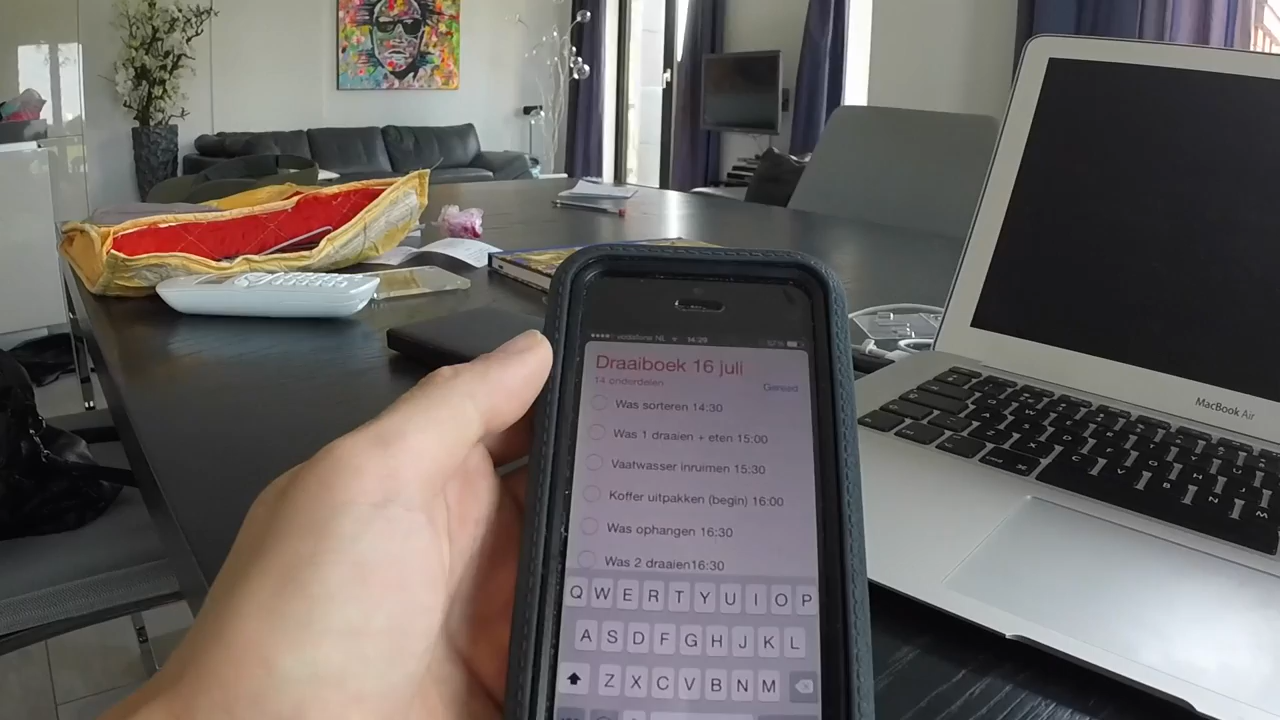 vodafone NL 14:29 57%
Draaiboek 16 juli
14 onderdelen Gereed
Was sorteren 14:30
Was 1 draaien + eten 15:00
Vaatwasser inruimen 15:30
Koffer uitpakken (begin) 16:00
Was ophangen 16:30
Was 2 draaien16:30
Q W E R T Y U I O P
A S D F G H J K L
Z X C V B N M
MacBook Air